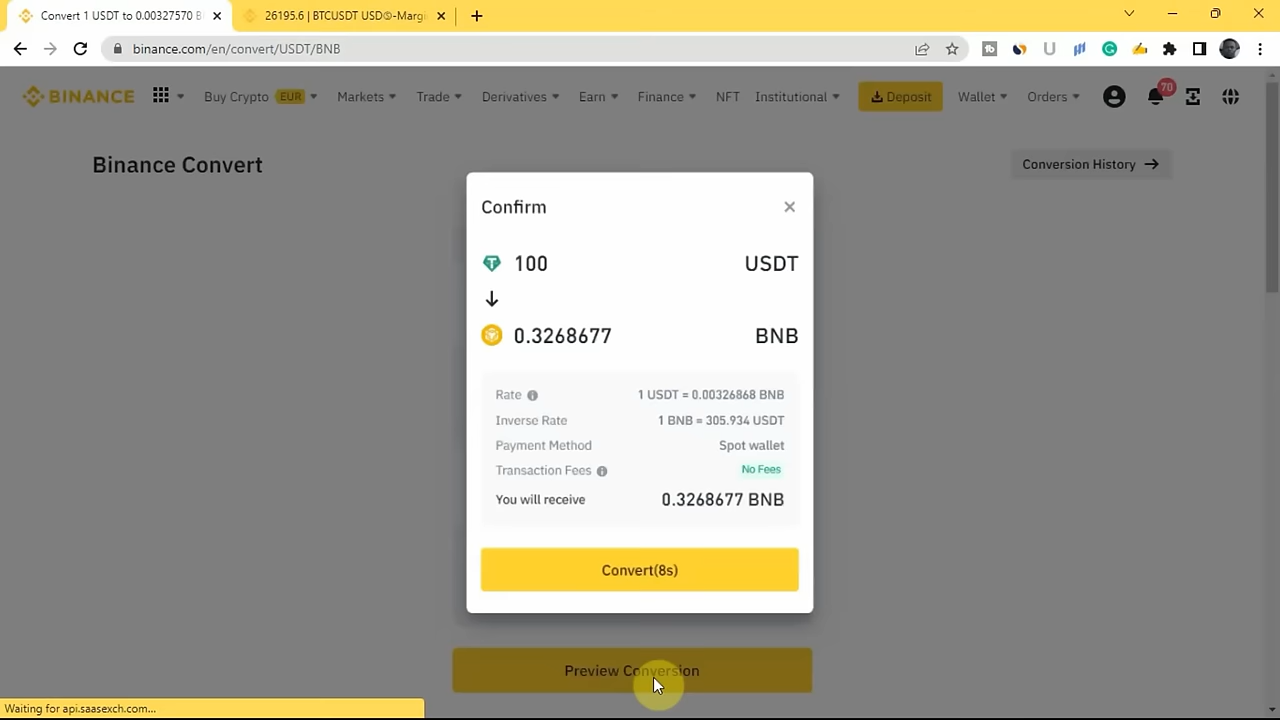 Convert 1 USDT to 0.00327570 B
26195.6 | BTCUSDT USD©-Margi
binance.com/en/convert/USDT/BNB
BINANCE
Buy Crypto EUR
Markets
Trade
Derivatives
Earn
Finance
NFT
Institutional
Deposit
Wallet
Orders
70
Binance Convert
Conversion History
Confirm
100 USDT
0.3268677 BNB
Rate 1 USDT = 0.00326868 BNB
Inverse Rate 1 BNB = 305.934 USDT
Payment Method Spot wallet
Transaction Fees No Fees
You will receive 0.3268677 BNB
Convert(8s)
Preview Conversion
Waiting for api.saasexch.com...